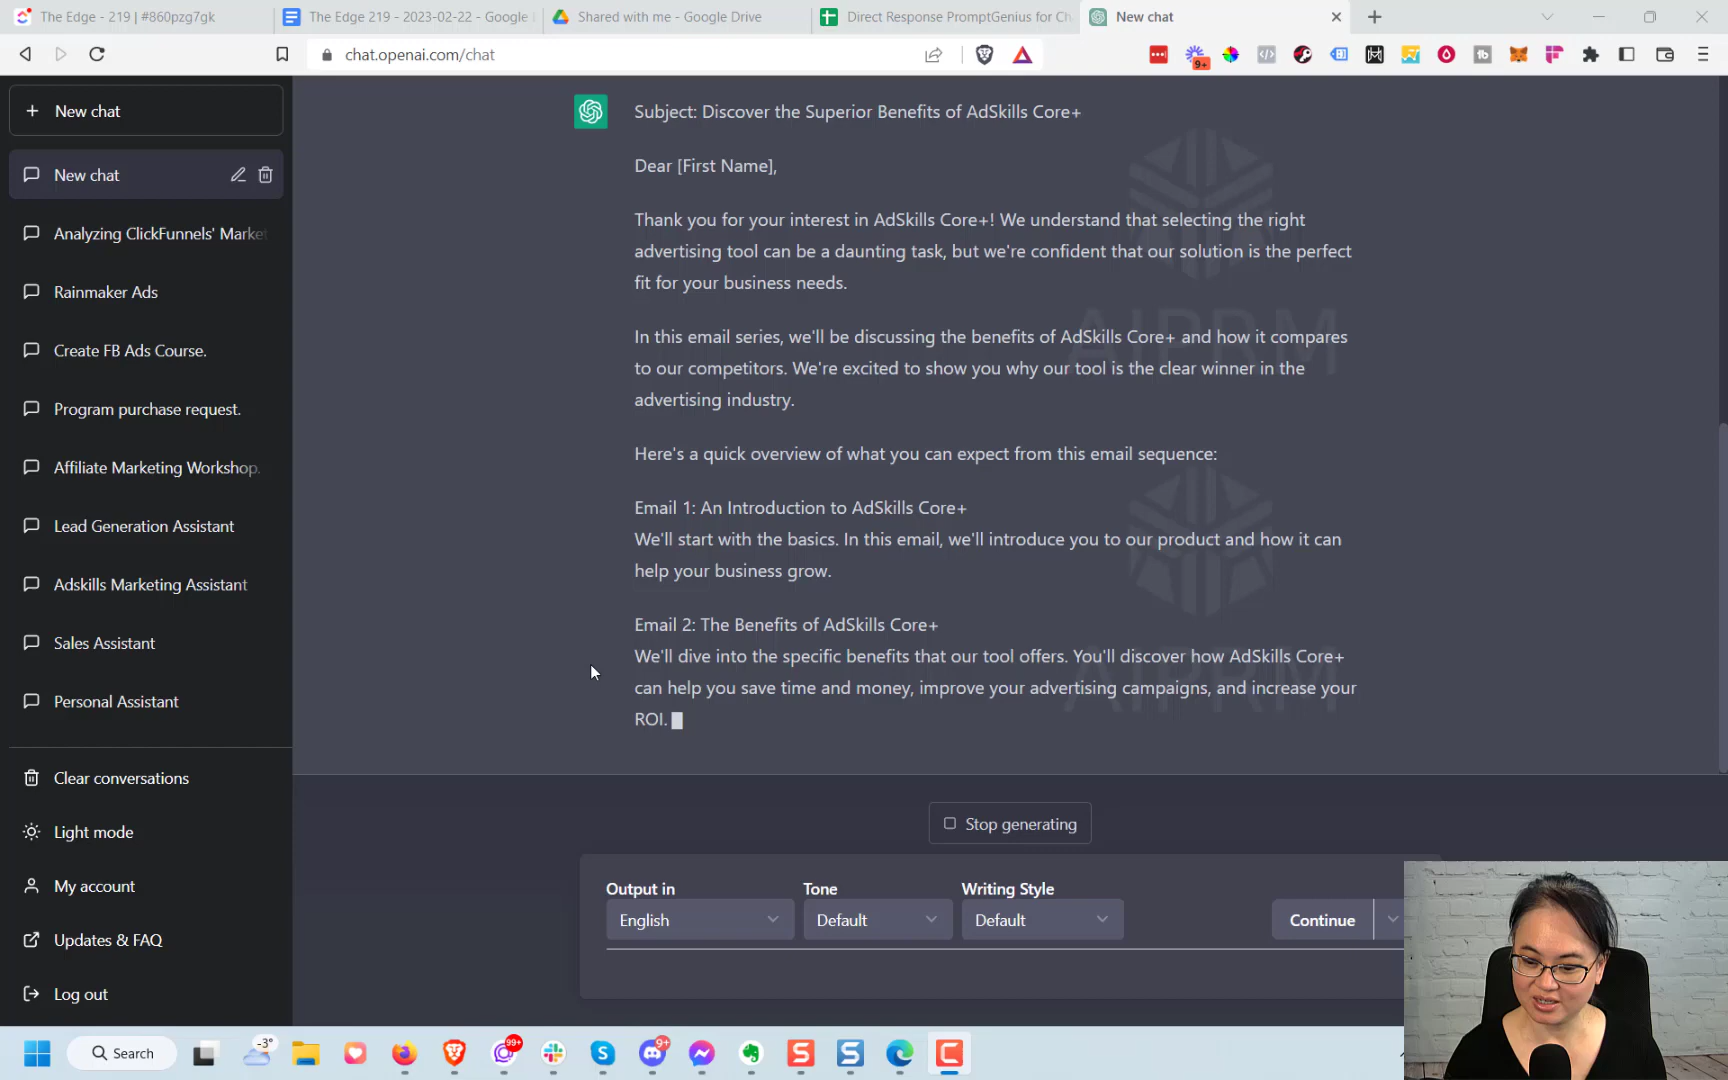 The Edge 219 | #860pzg7gk
The Edge 219 - 2023-02-22 - Google
Shared with me - Google Drive
Direct Response PromptGenius for Ch
New chat
chat.openai.com/chat
9+
New chat
New chat
Analyzing ClickFunnels' Market
Rainmaker Ads
Create FB Ads Course.
Program purchase request.
Affiliate Marketing Workshop.
Lead Generation Assistant
Adskills Marketing Assistant
Sales Assistant
Personal Assistant
Clear conversations
Light mode
My account
Updates & FAQ
Log out
Subject: Discover the Superior Benefits of AdSkills Core+
Dear [First Name],
Thank you for your interest in AdSkills Core+! We understand that selecting the right
advertising tool can be a daunting task, but we're confident that our solution is the perfect
fit for your business needs.
In this email series, we'll be discussing the benefits of AdSkills Core+ and how it compares
to our competitors. We're excited to show you why our tool is the clear winner in the
advertising industry.
Here's a quick overview of what you can expect from this email sequence:
Email 1: An Introduction to AdSkills Core+
We'll start with the basics. In this email, we'll introduce you to our product and how it can
help your business grow.
Email 2: The Benefits of AdSkills Core+
We'll dive into the specific benefits that our tool offers. You'll discover how AdSkills Core+
can help you save time and money, improve your advertising campaigns, and increase your
ROI.
AIPRM
AIPRM
Stop generating
Output in
Tone
Writing Style
English
Default
Default
Continue
Search
-3°
99+
9+